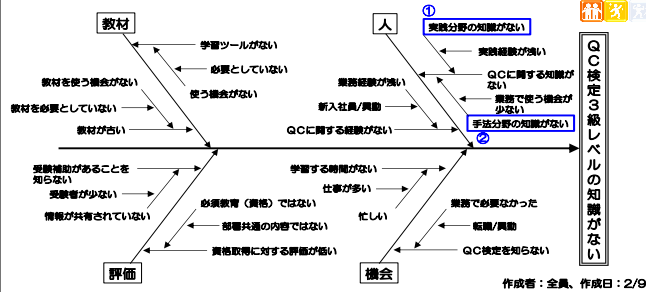 教材
人
①
実践分野の知識がない
学習ツールがない
必要としていない
使う機会がない
教材を使う機会がない
教材を必要としていない
教材が古い
実践経験が浅い
QCに関する知識が
ない
業務で使う機会が
少ない
手法分野の知識がない
②
業務経験が浅い
新入社員/異動
QCに関する経験がない
QC検定3級レベルの知識がない
受験補助があることを
知らない
受験者が少ない
情報が共有されていない
必須教育(資格)ではない
部署共通の内容ではない
資格取得に対する評価が低い
学習する時間がない
仕事が多い
忙しい
業務で必要なかった
転職/異動
QC検定を知らない
評価
機会
作成者:全員、作成日:2/9